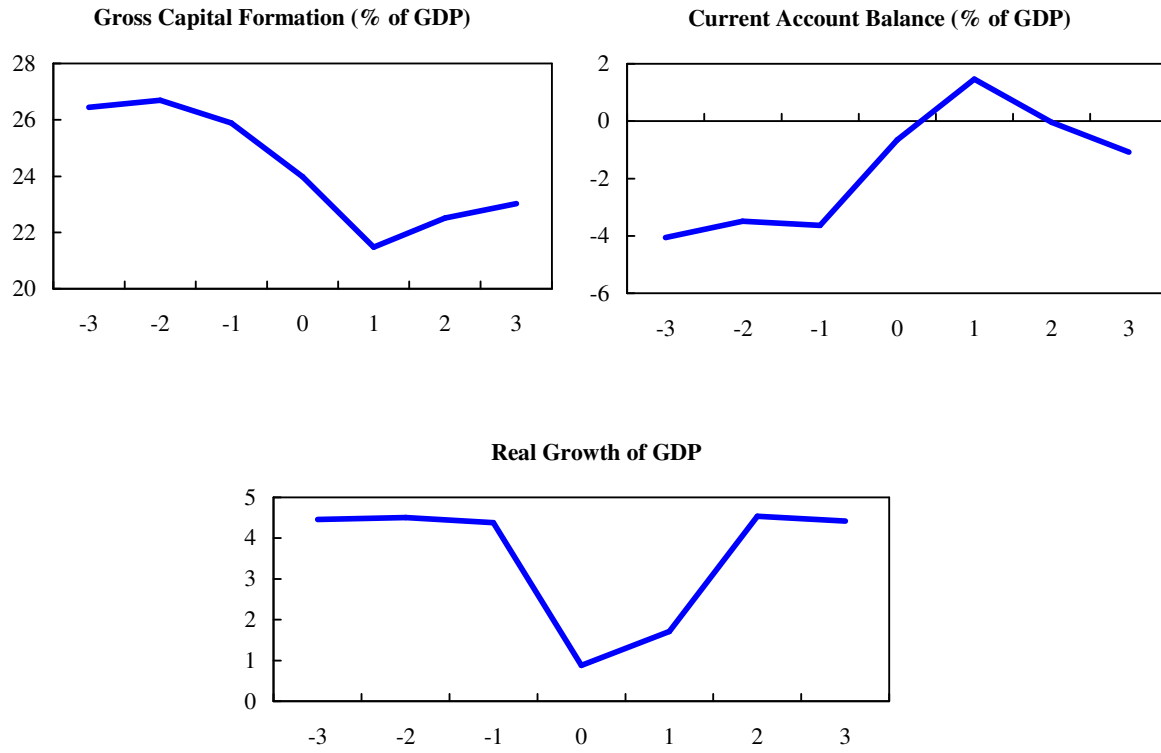 Gross Capital Formation (% of GDP)
28
26
24
22
20
-3 -2 -1 0 1 2 3
Current Account Balance (% of GDP)
2
0
-2
-4
-6
-3 -2 -1 0 1 2 3
Real Growth of GDP
5
4
3
2
1
0
-3 -2 -1 0 1 2 3